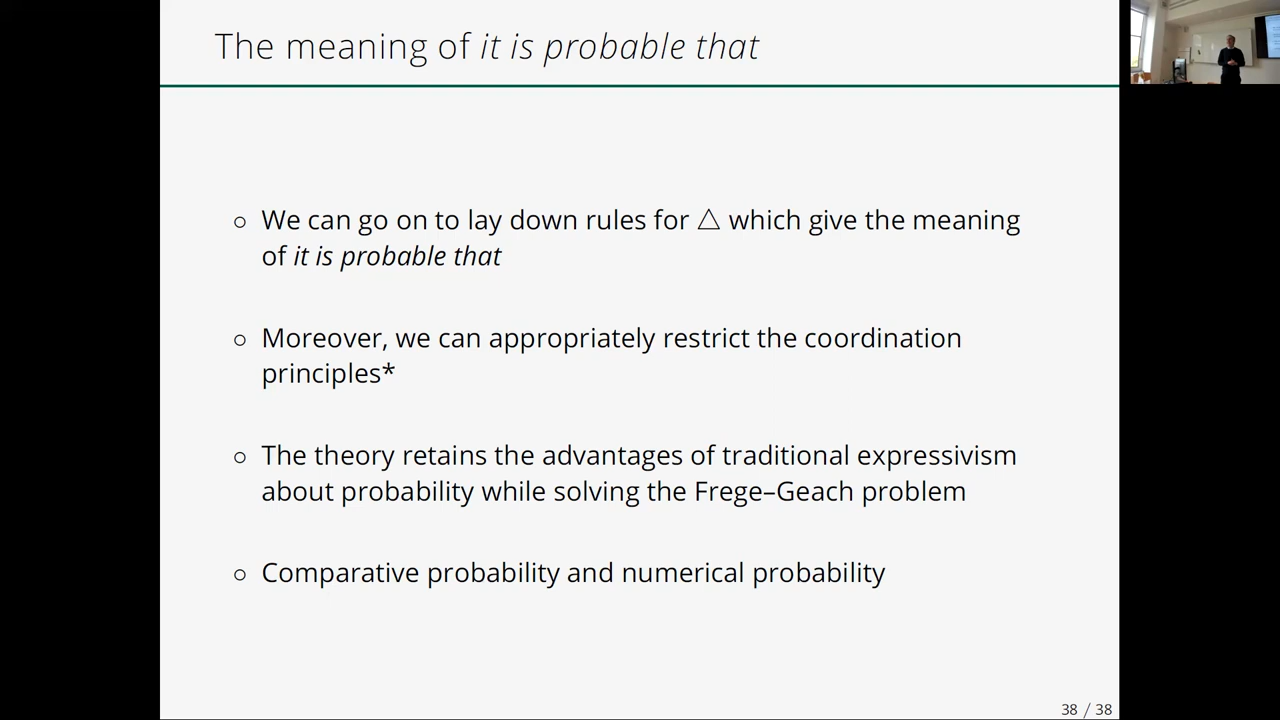 The meaning of it is probable that
○ We can go on to lay down rules for △ which give the meaning
of it is probable that
○ Moreover, we can appropriately restrict the coordination
principles*
○ The theory retains the advantages of traditional expressivism
about probability while solving the Frege–Geach problem
○ Comparative probability and numerical probability
38 / 38